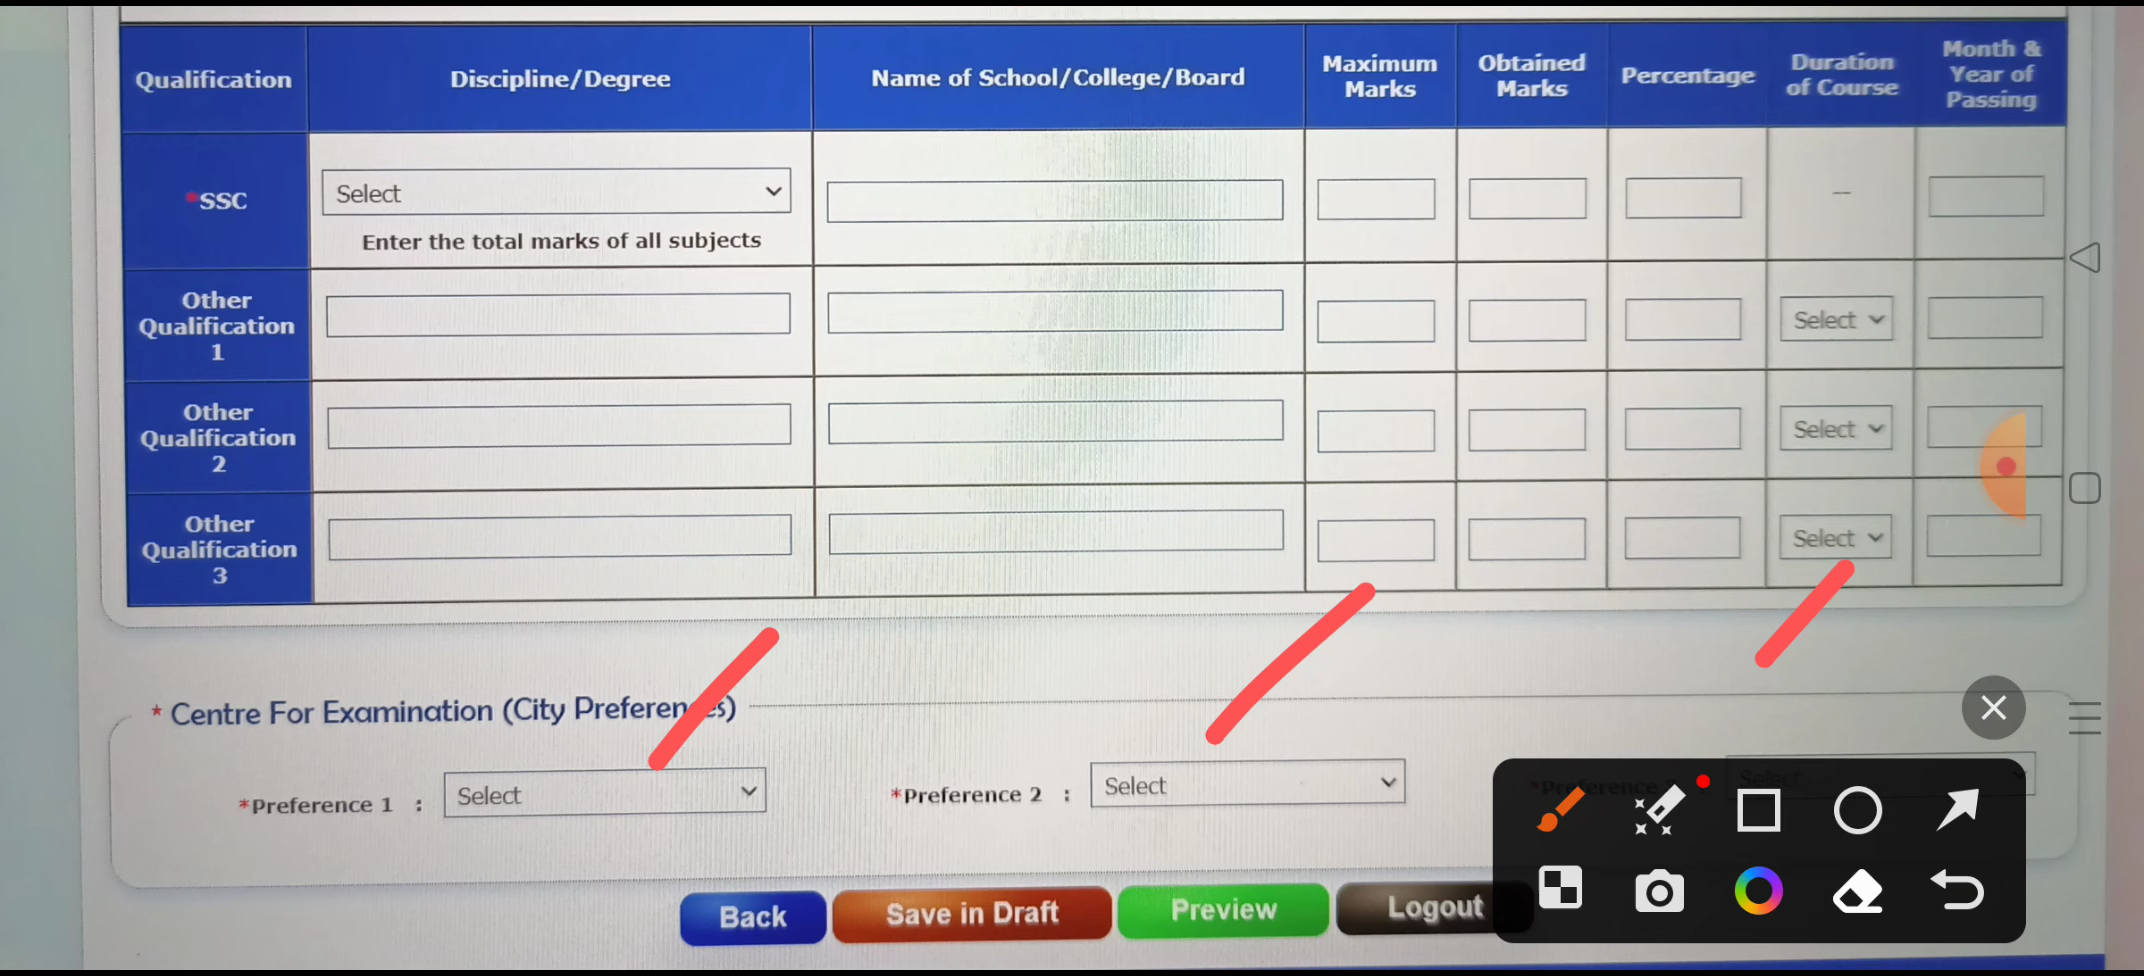 Qualification Discipline/Degree Name of School/College/Board Maximum Marks Obtained Marks Percentage Duration of Course Month & Year of Passing
*SSC Select --
Enter the total marks of all subjects
Other Qualification 1 Select
Other Qualification 2 Select
Other Qualification 3 Select
* Centre For Examination (City Preferences)
*Preference 1 : Select *Preference 2 : Select *Preference Select
Back Save in Draft Preview Logout